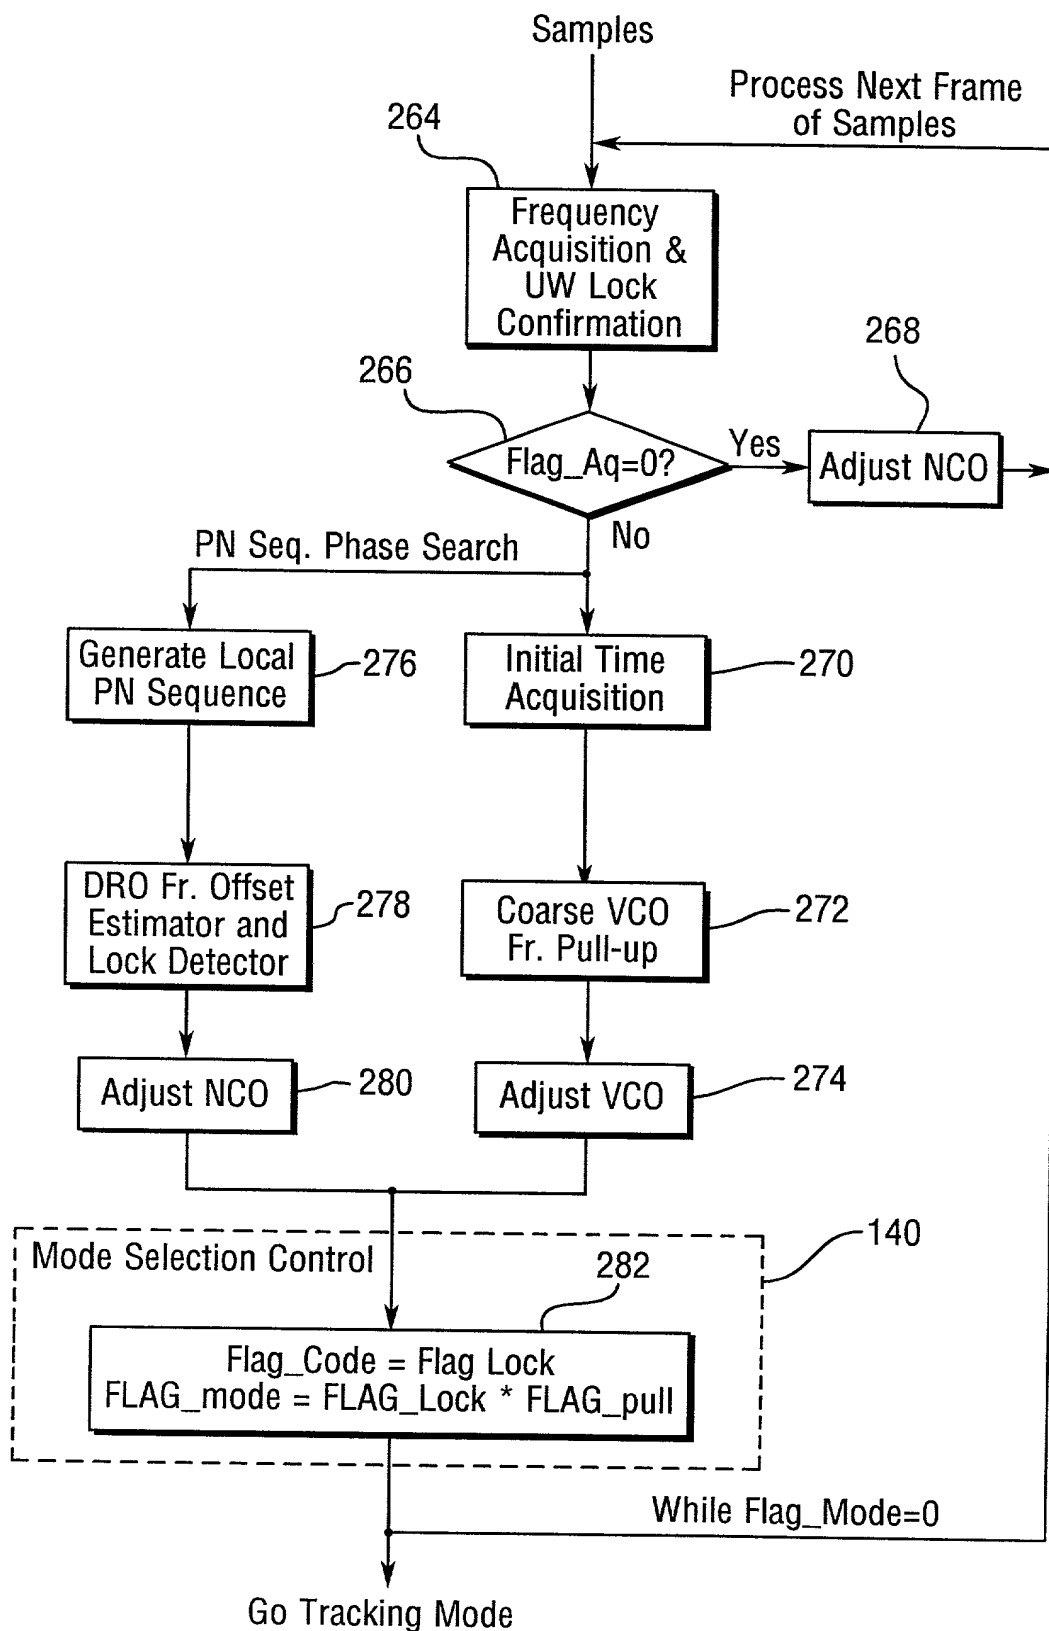 Samples
Process Next Frame
of Samples
264
Frequency
Acquisition &
UW Lock
Confirmation
268
266
Flag_Aq=0?
Yes
Adjust NCO
No
PN Seq. Phase Search
Generate Local
PN Sequence
276
Initial Time
Acquisition
270
DRO Fr. Offset
Estimator and
Lock Detector
278
Coarse VCO
Fr. Pull-up
272
Adjust NCO
280
Adjust VCO
274
140
Mode Selection Control
282
Flag_Code = Flag Lock
FLAG_mode = FLAG_Lock * FLAG_pull
While Flag_Mode=0
Go Tracking Mode